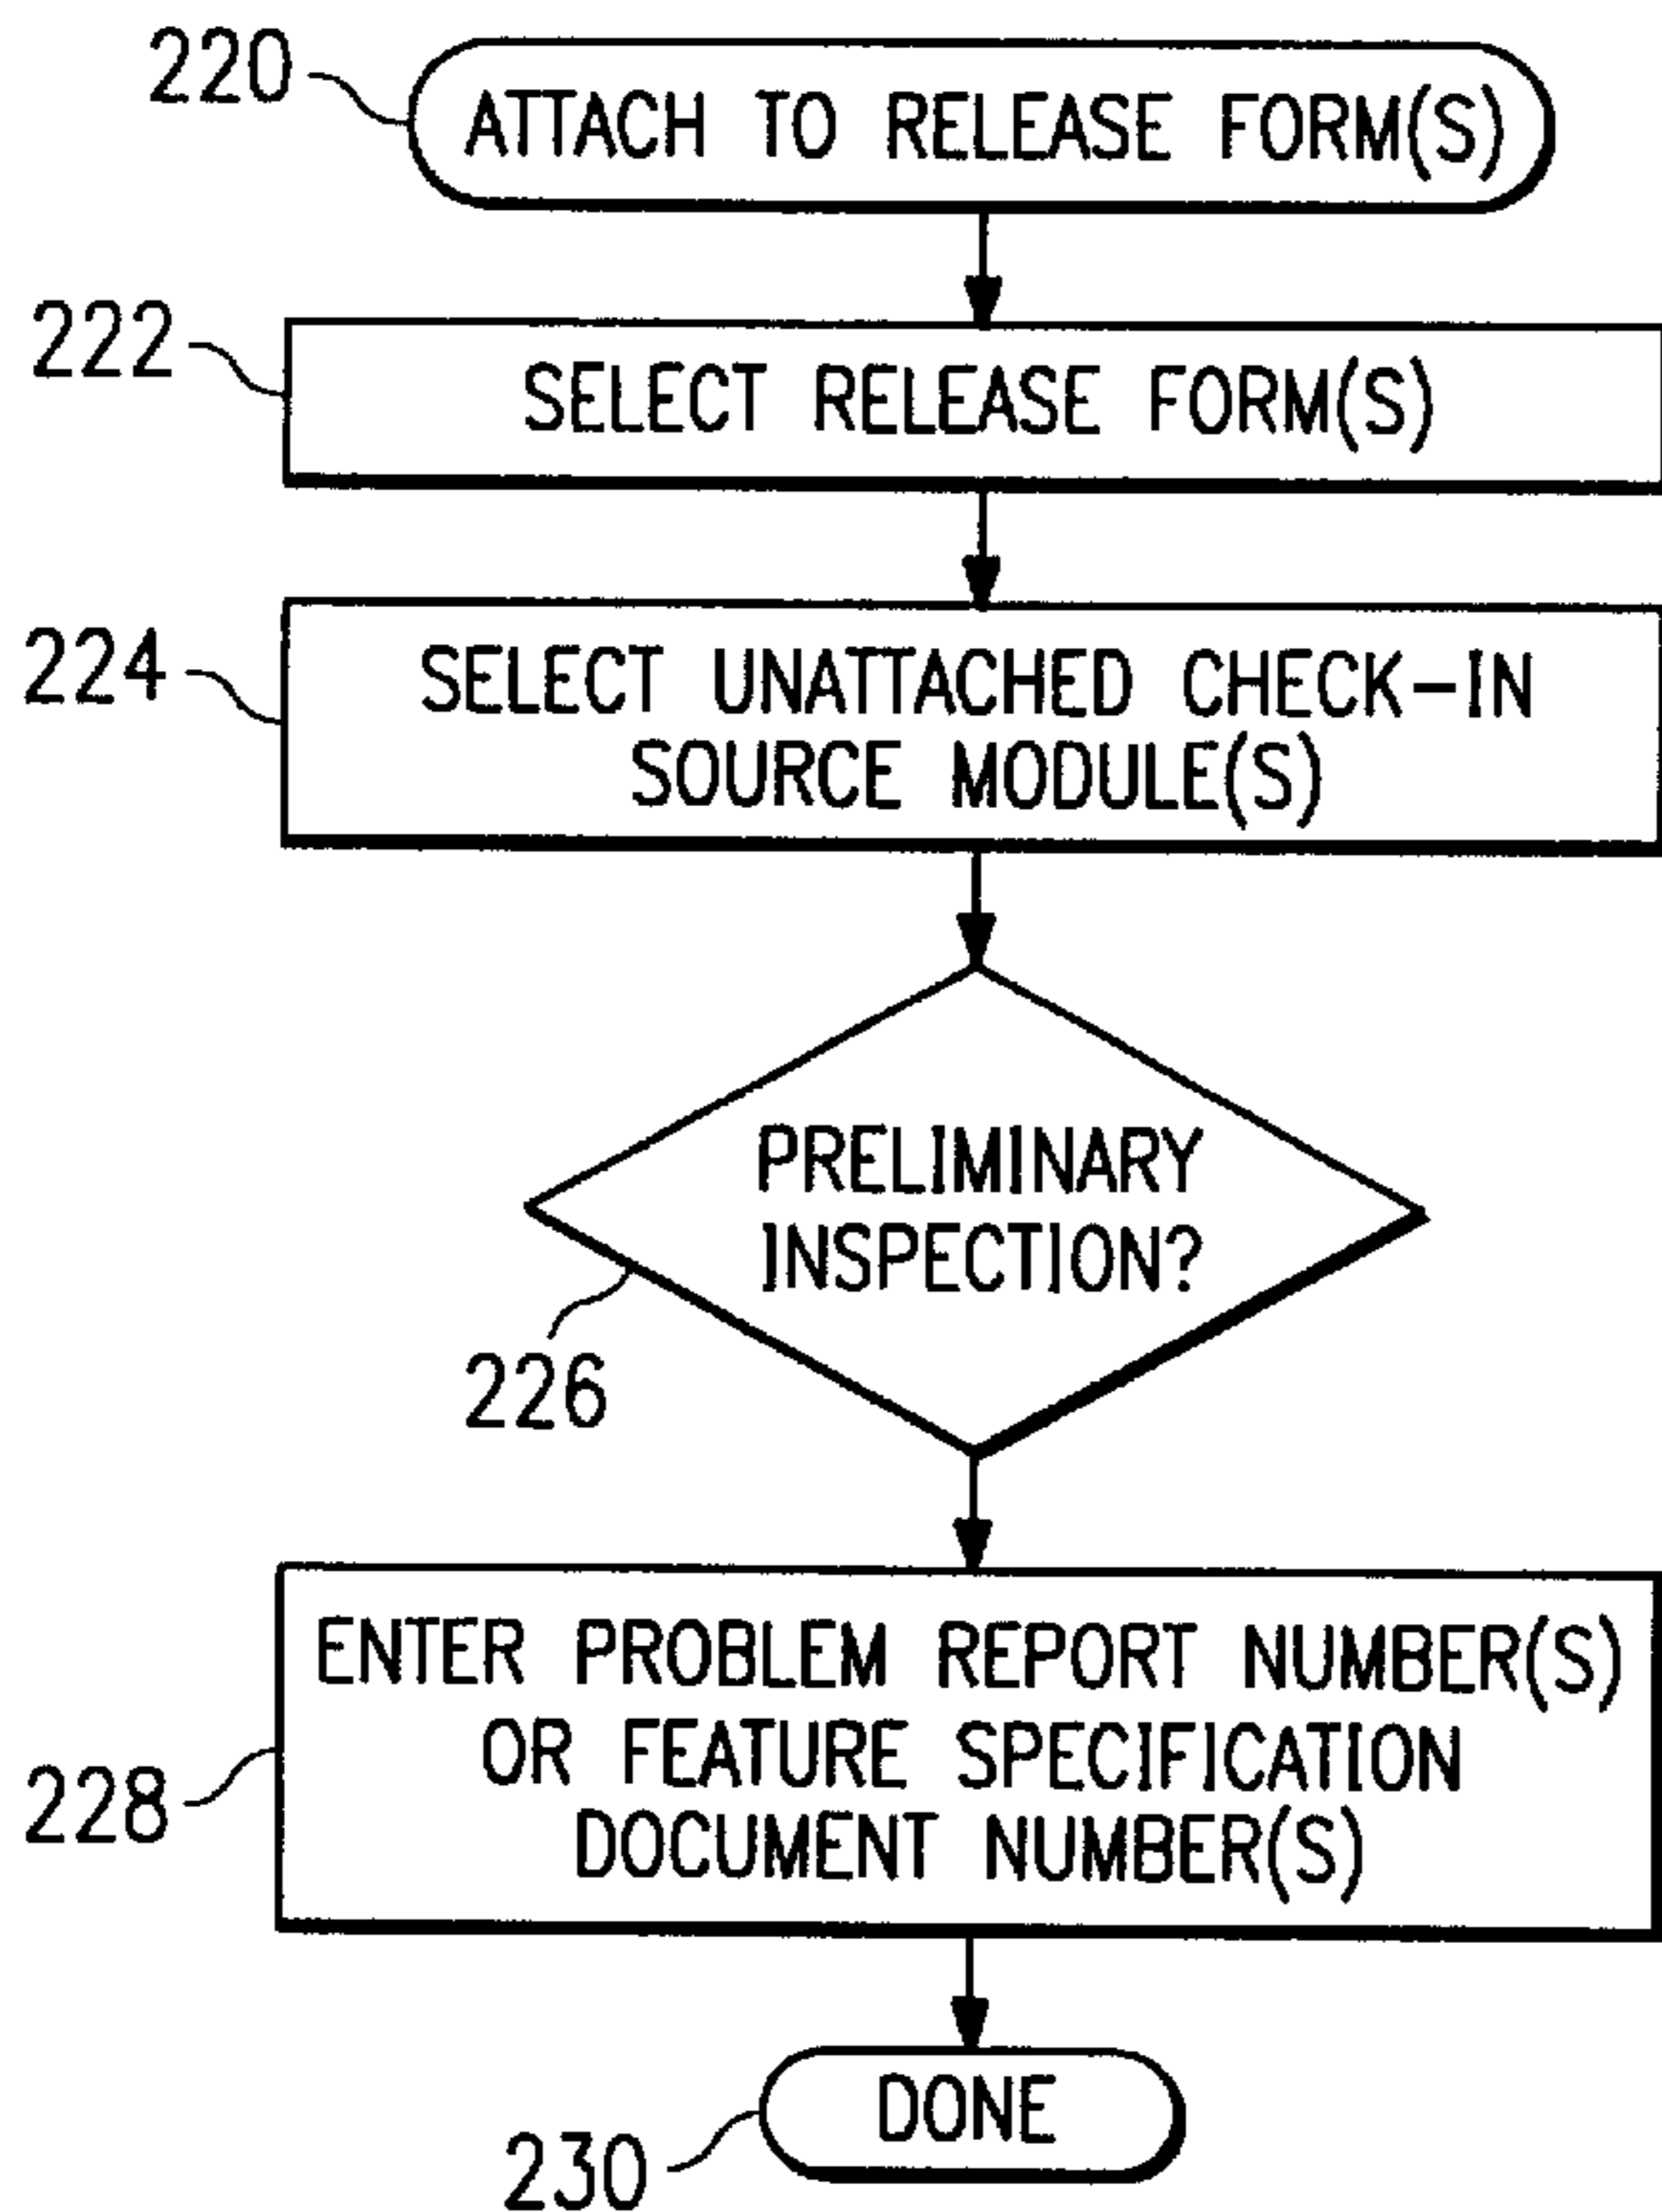 220
ATTACH TO RELEASE FORM(S)
222
SELECT RELEASE FORM(S)
224
SELECT UNATTACHED CHECK-IN
SOURCE MODULE(S)
PRELIMINARY
INSPECTION?
226
ENTER PROBLEM REPORT NUMBER(S)
OR FEATURE SPECIFICATION
DOCUMENT NUMBER(S)
228
DONE
230